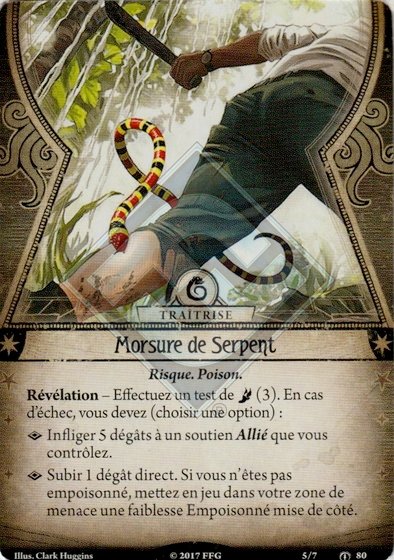 TRAÎTRISE
Morsure de Serpent
Risque. Poison.
Révélation – Effectuez un test de (3). En cas
d'échec, vous devez (choisir une option) :
Infliger 5 dégâts à un soutien Allié que vous
contrôlez.
Subir 1 dégât direct. Si vous n'êtes pas
empoisonné, mettez en jeu dans votre zone de
menace une faiblesse Empoisonné mise de côté.
Illus. Clark Huggins © 2017 FFG 5/7 80